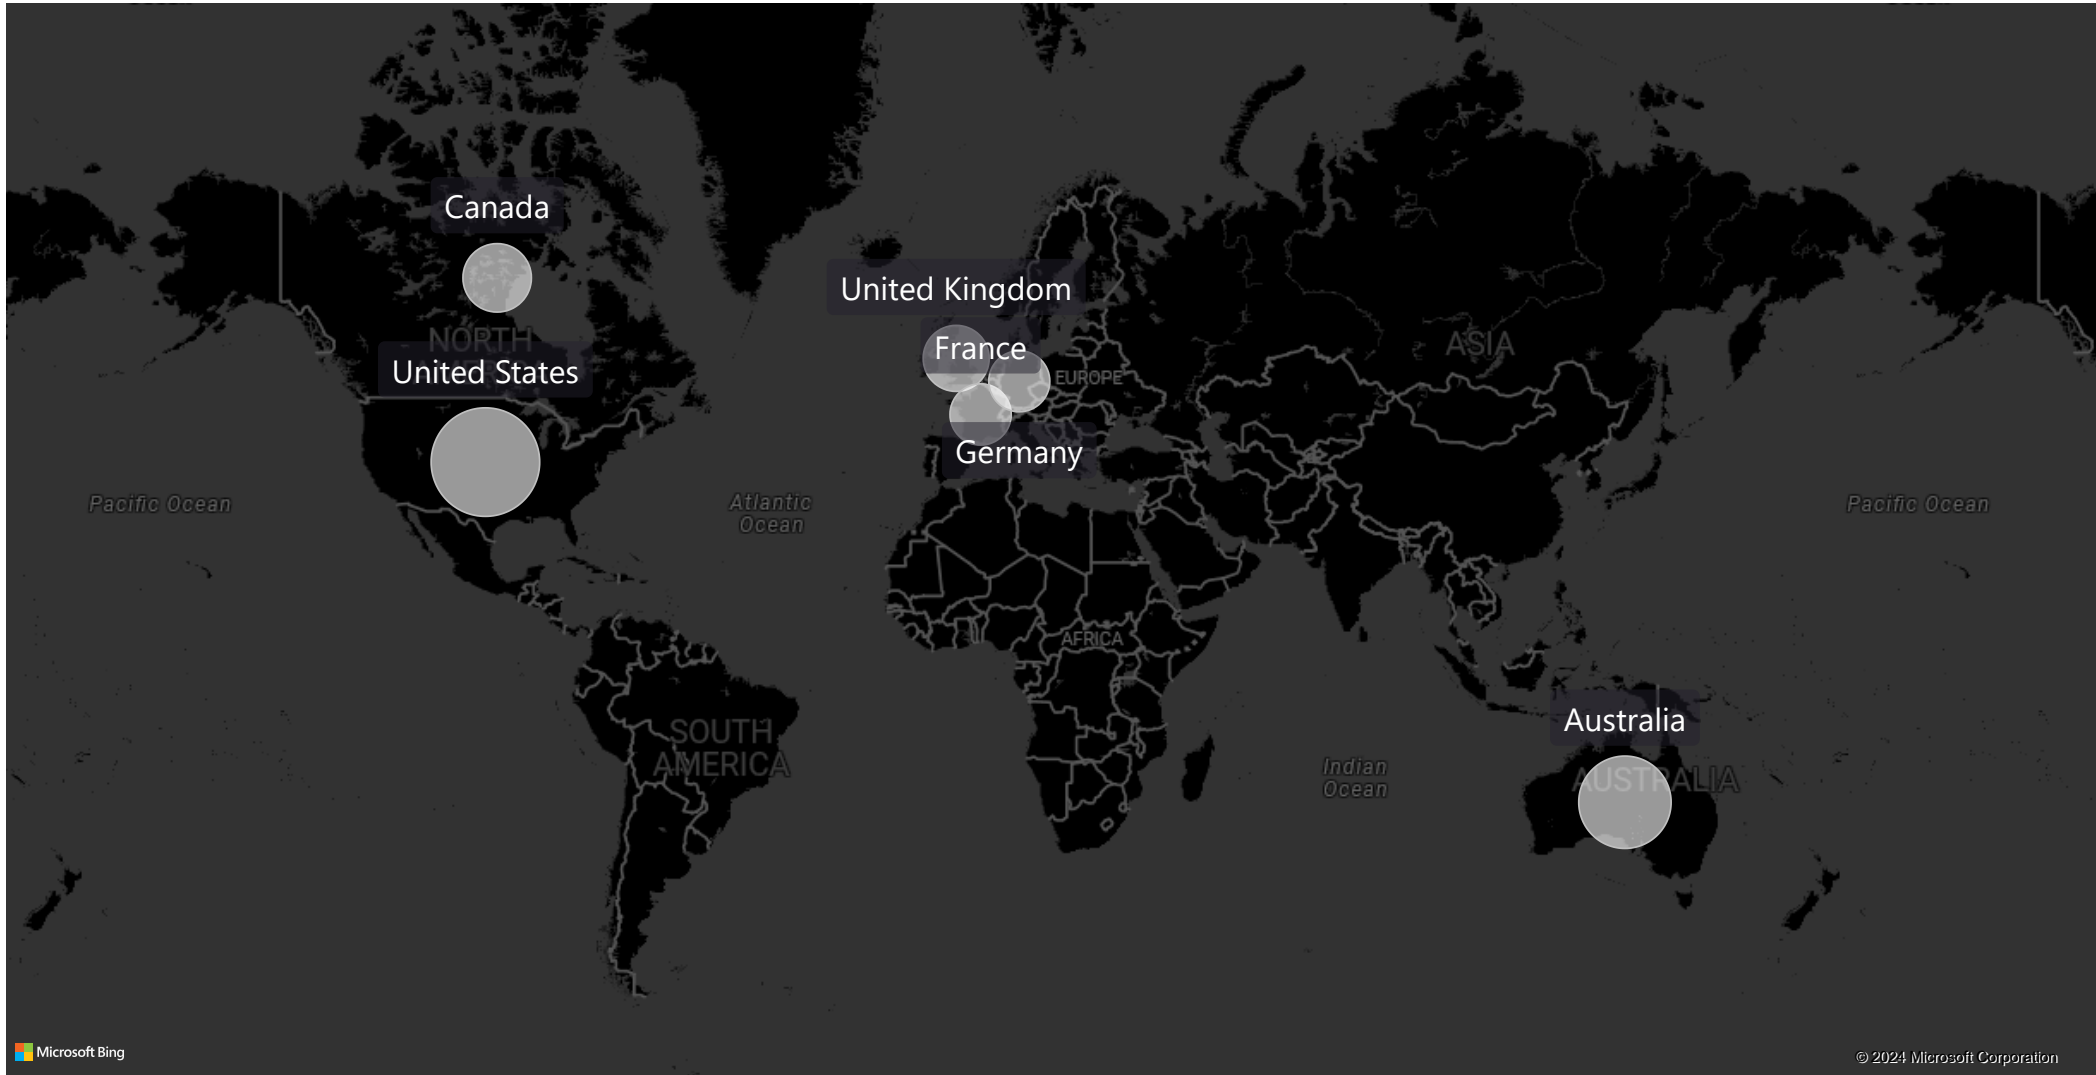 Canada
United Kingdom
NORTH
France
ASIA
United States
EUROPE
Germany
Pacific Ocean
Atlantic
Ocean
Pacific Ocean
AFRICA
Australia
SOUTH
AMERICA
Indian
Ocean
AUSTRALIA
Microsoft Bing
© 2024 Microsoft Corporation